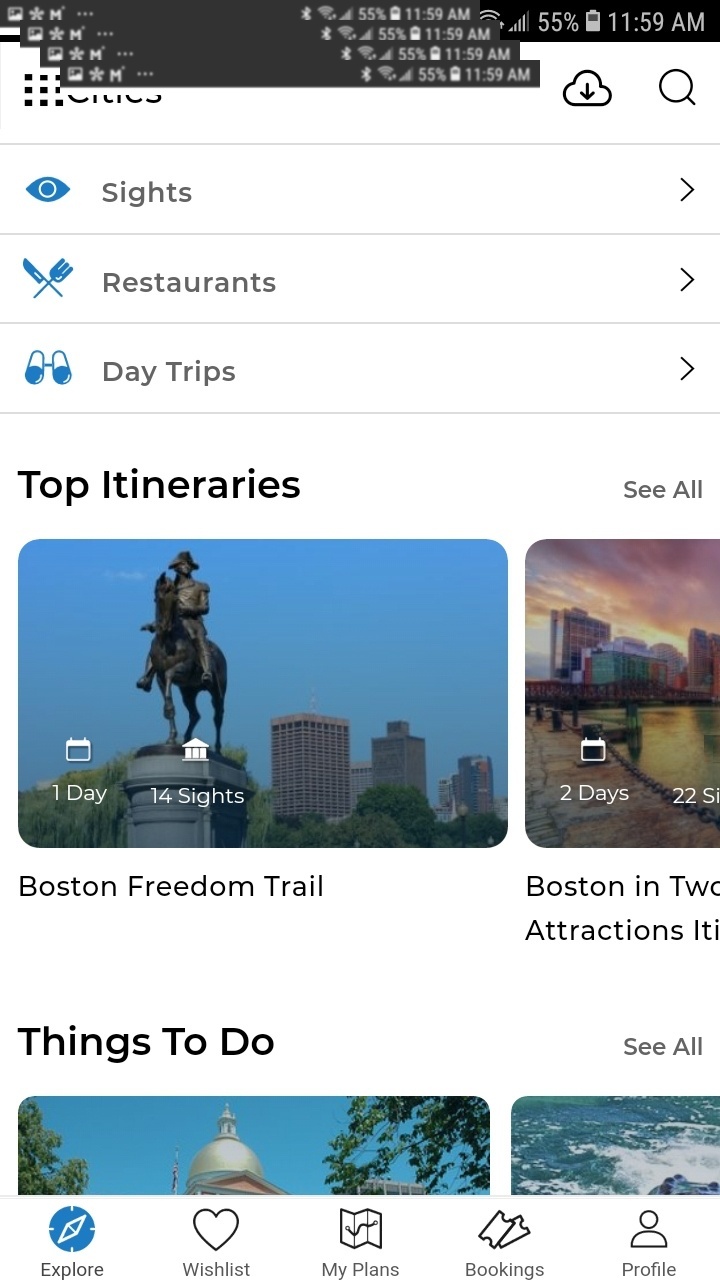 55% 11:59 AM
55% 11:59 AM
55% 11:59 AM
55% 11:59 AM
55% 11:59 AM
Cities
Sights
Restaurants
Day Trips
Top Itineraries
See All
1 Day
14 Sights
2 Days
22 Si
Boston Freedom Trail
Boston in Two
Attractions Iti
Things To Do
See All
Explore
Wishlist
My Plans
Bookings
Profile